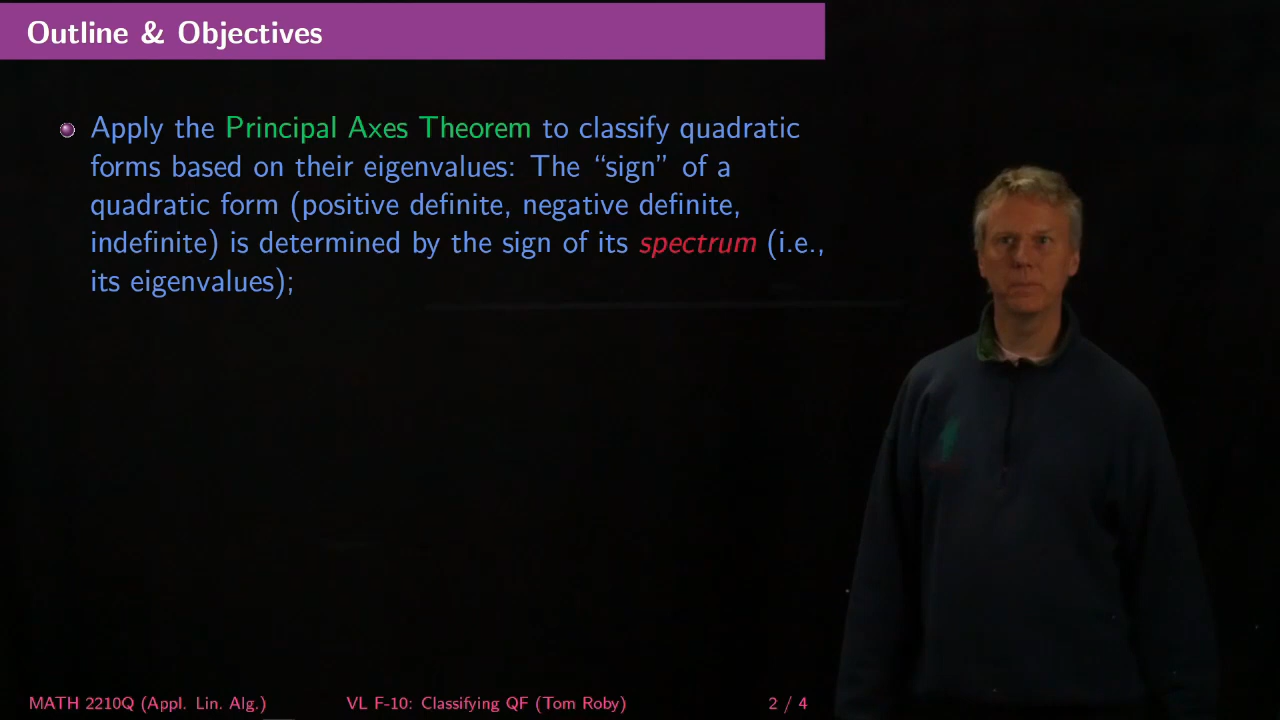 Outline & Objectives
Apply the Principal Axes Theorem to classify quadratic
forms based on their eigenvalues: The “sign” of a
quadratic form (positive definite, negative definite,
indefinite) is determined by the sign of its spectrum (i.e.,
its eigenvalues);
MATH 2210Q (Appl. Lin. Alg.) VL F-10: Classifying QF (Tom Roby) 2 / 4